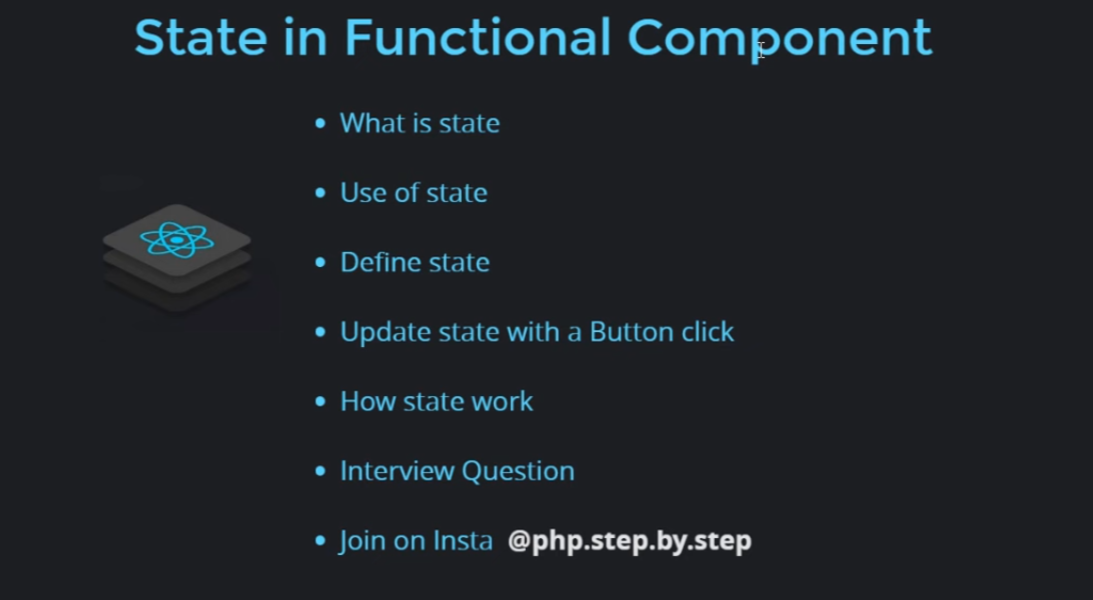 State in Functional Component
What is state
Use of state
Define state
Update state with a Button click
How state work
Interview Question
Join on Insta @php.step.by.step